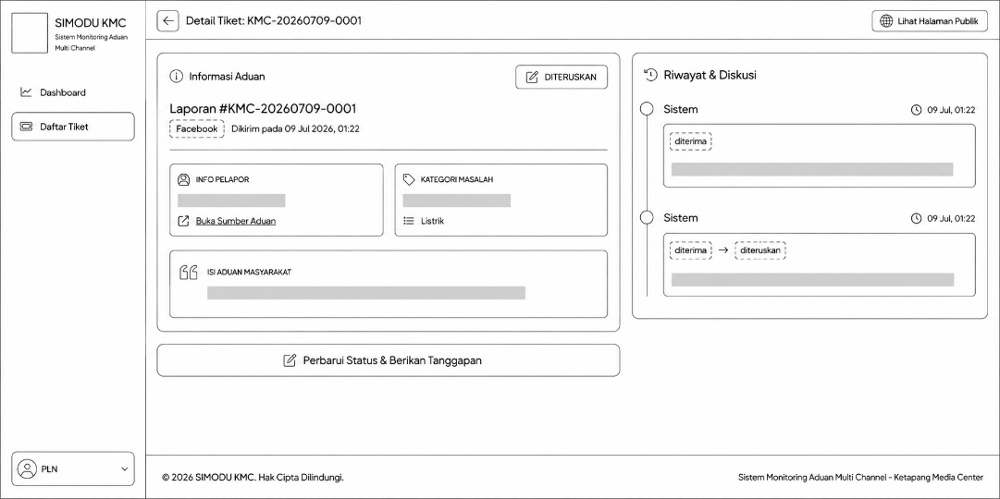 SIMODU KMC
Sistem Monitoring Aduan
Multi Channel
Dashboard
Daftar Tiket
PLN
Detail Tiket: KMC-20260709-0001
Lihat Halaman Publik
Informasi Aduan
DITERUSKAN
Laporan #KMC-20260709-0001
Facebook Dikirim pada 09 Jul 2026, 01:22
INFO PELAPOR
Buka Sumber Aduan
KATEGORI MASALAH
Listrik
ISI ADUAN MASYARAKAT
Perbarui Status & Berikan Tanggapan
Riwayat & Diskusi
Sistem 09 Jul, 01:22
diterima
Sistem 09 Jul, 01:22
diterima → diteruskan
© 2026 SIMODU KMC. Hak Cipta Dilindungi.
Sistem Monitoring Aduan Multi Channel - Ketapang Media Center